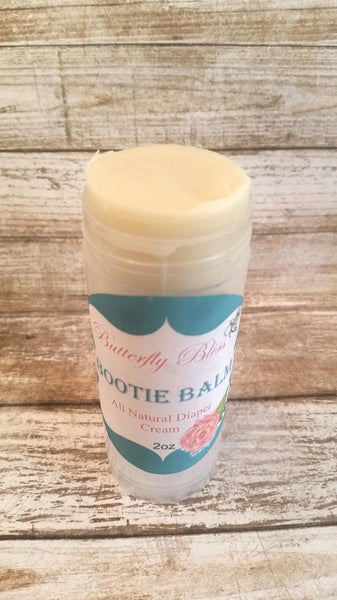 Butterfly Bliss
BOOTIE BALM
All Natural Diaper
Cream
2oz